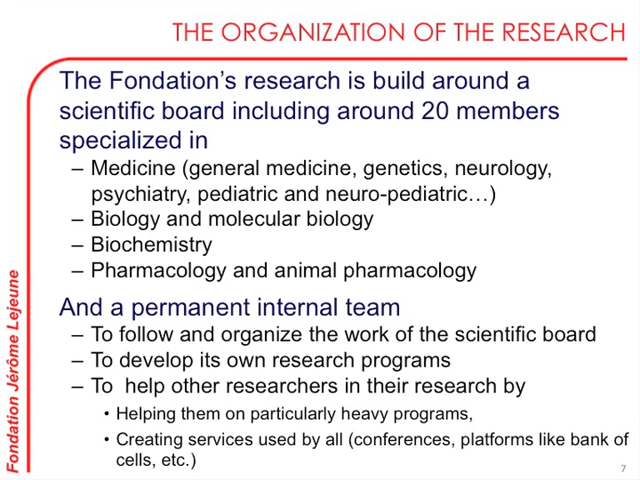 THE ORGANIZATION OF THE RESEARCH
The Fondation's research is build around a
scientific board including around 20 members
specialized in
– Medicine (general medicine, genetics, neurology,
psychiatry, pediatric and neuro-pediatric…)
– Biology and molecular biology
– Biochemistry
– Pharmacology and animal pharmacology
And a permanent internal team
– To follow and organize the work of the scientific board
– To develop its own research programs
– To  help other researchers in their research by
• Helping them on particularly heavy programs,
• Creating services used by all (conferences, platforms like bank of
cells, etc.)
Fondation Jérôme Lejeune
7